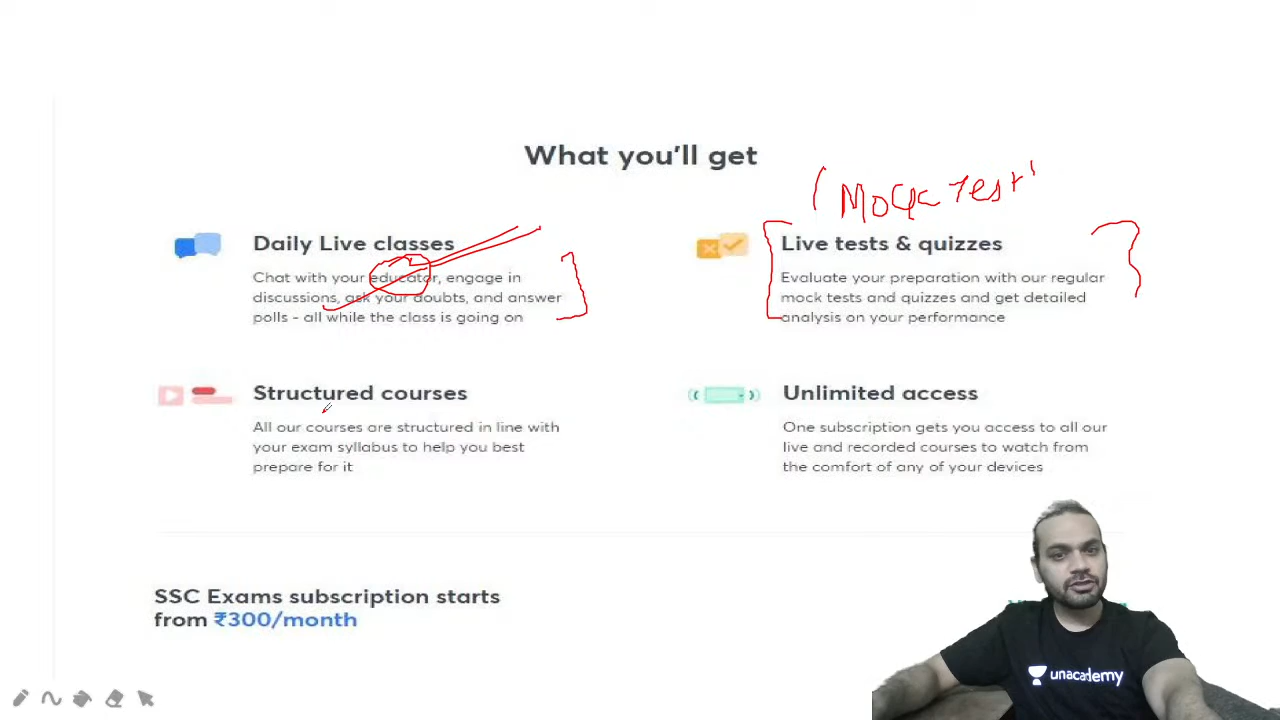 What you'll get
'Mock Test'
Daily Live classes
Chat with your educator, engage in
discussions, ask your doubts, and answer
polls - all while the class is going on
Live tests & quizzes
Evaluate your preparation with our regular
mock tests and quizzes and get detailed
analysis on your performance
Structured courses
All our courses are structured in line with
your exam syllabus to help you best
prepare for it
Unlimited access
One subscription gets you access to all our
live and recorded courses to watch from
the comfort of any of your devices
SSC Exams subscription starts
from ₹300/month
unacademy